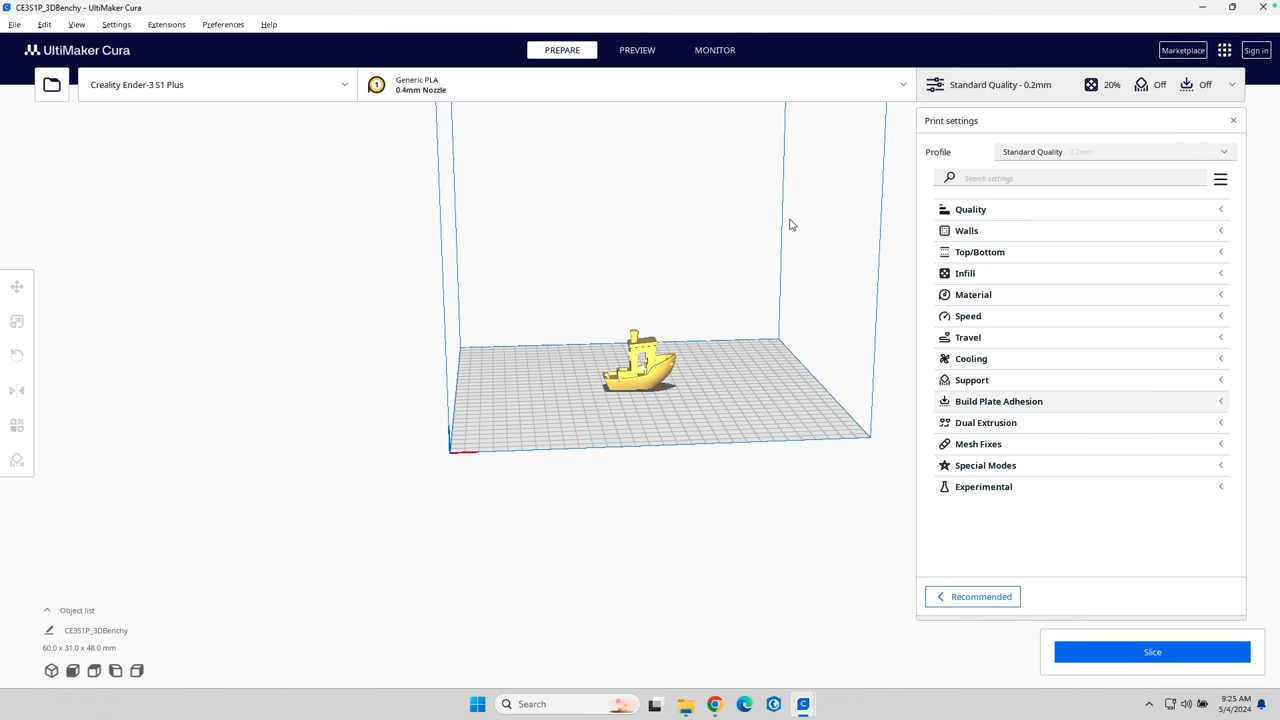 CE3S1P_3DBenchy - UltiMaker Cura
File Edit View Settings Extensions Preferences Help
UltiMaker Cura
PREPARE PREVIEW MONITOR
Marketplace Sign in
Creality Ender-3 S1 Plus
1 Generic PLA
0.4mm Nozzle
Standard Quality - 0.2mm 20% Off Off
Print settings
Profile Standard Quality - 0.2mm
Search settings
Quality
Walls
Top/Bottom
Infill
Material
Speed
Travel
Cooling
Support
Build Plate Adhesion
Dual Extrusion
Mesh Fixes
Special Modes
Experimental
Recommended
Object list
CE3S1P_3DBenchy
60.0 x 31.0 x 48.0 mm
Slice
Search
9:25 AM
5/4/2024